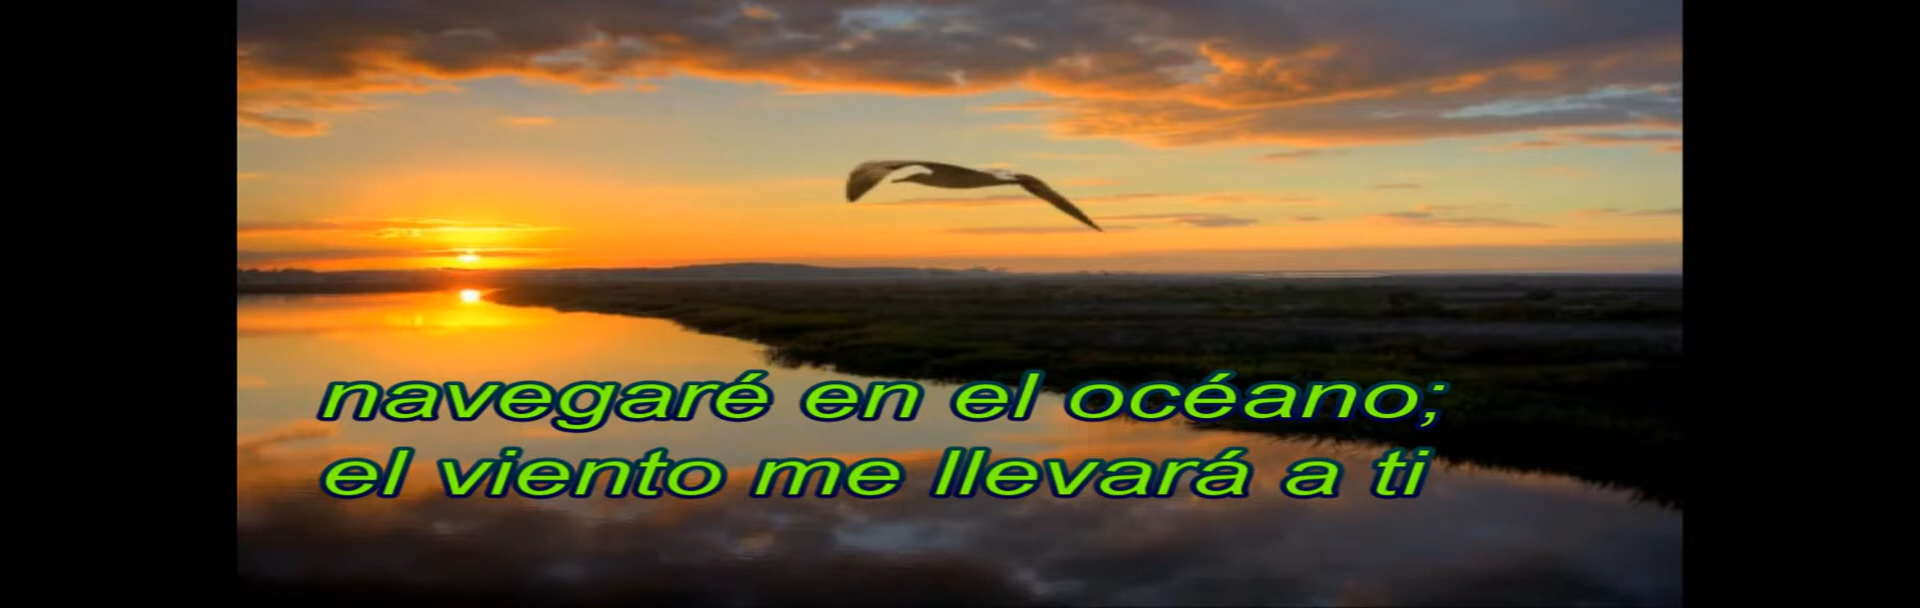 navegaré en el océano;
el viento me llevará a ti